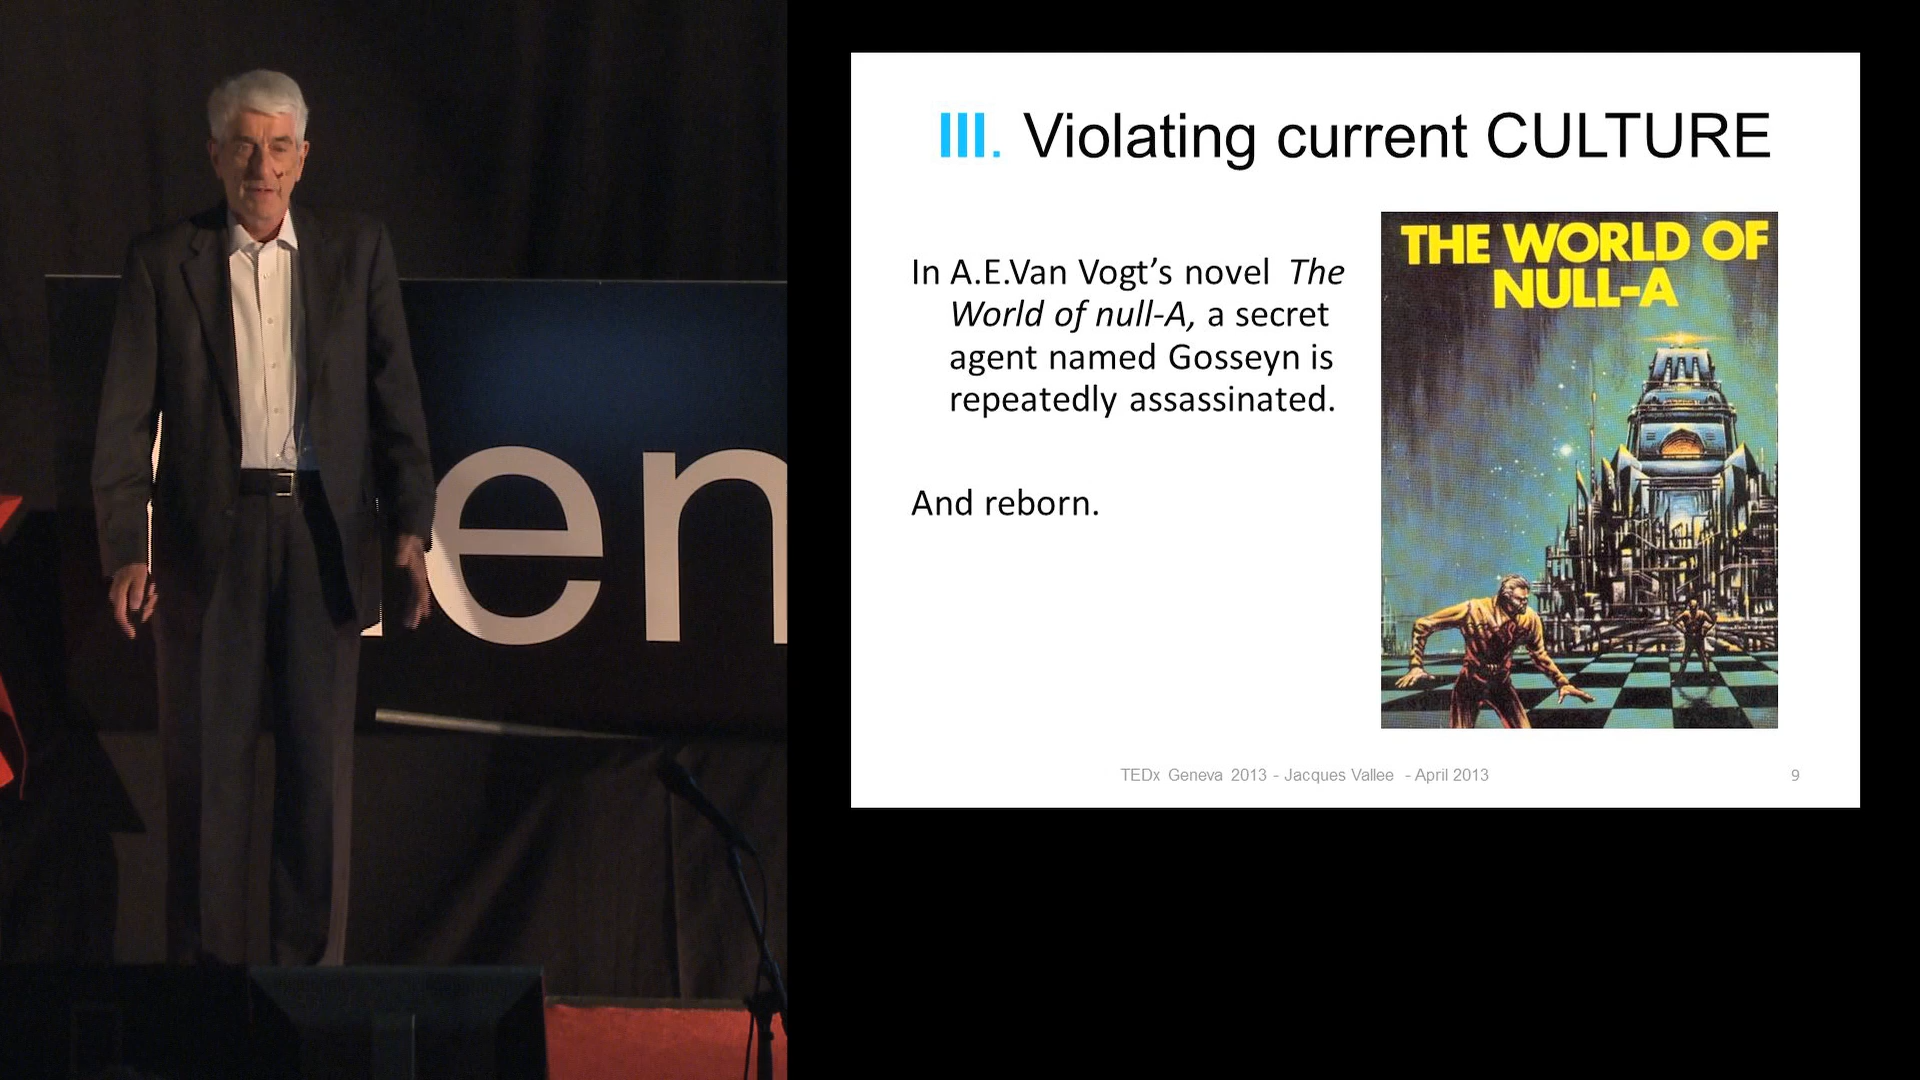 en
III. Violating current CULTURE
In A.E.Van Vogt’s novel The
World of null-A, a secret
agent named Gosseyn is
repeatedly assassinated.
And reborn.
THE WORLD OF
NULL-A
TEDx Geneva 2013 - Jacques Vallee - April 2013
9